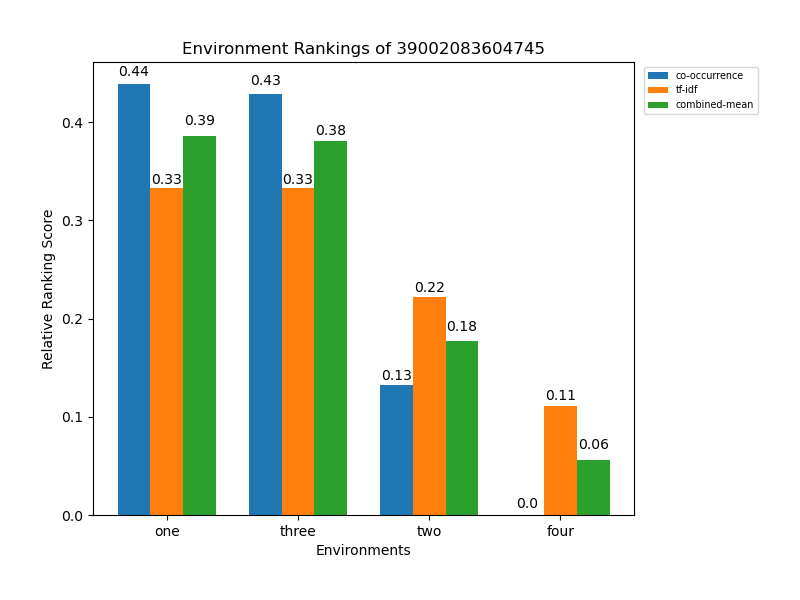 Environment Rankings of 39002083604745
co-occurrence
tf-idf
combined-mean
Relative Ranking Score
0.4
0.3
0.2
0.1
0.0
0.44
0.33
0.39
0.43
0.33
0.38
0.13
0.22
0.18
0.0
0.11
0.06
one three two four
Environments